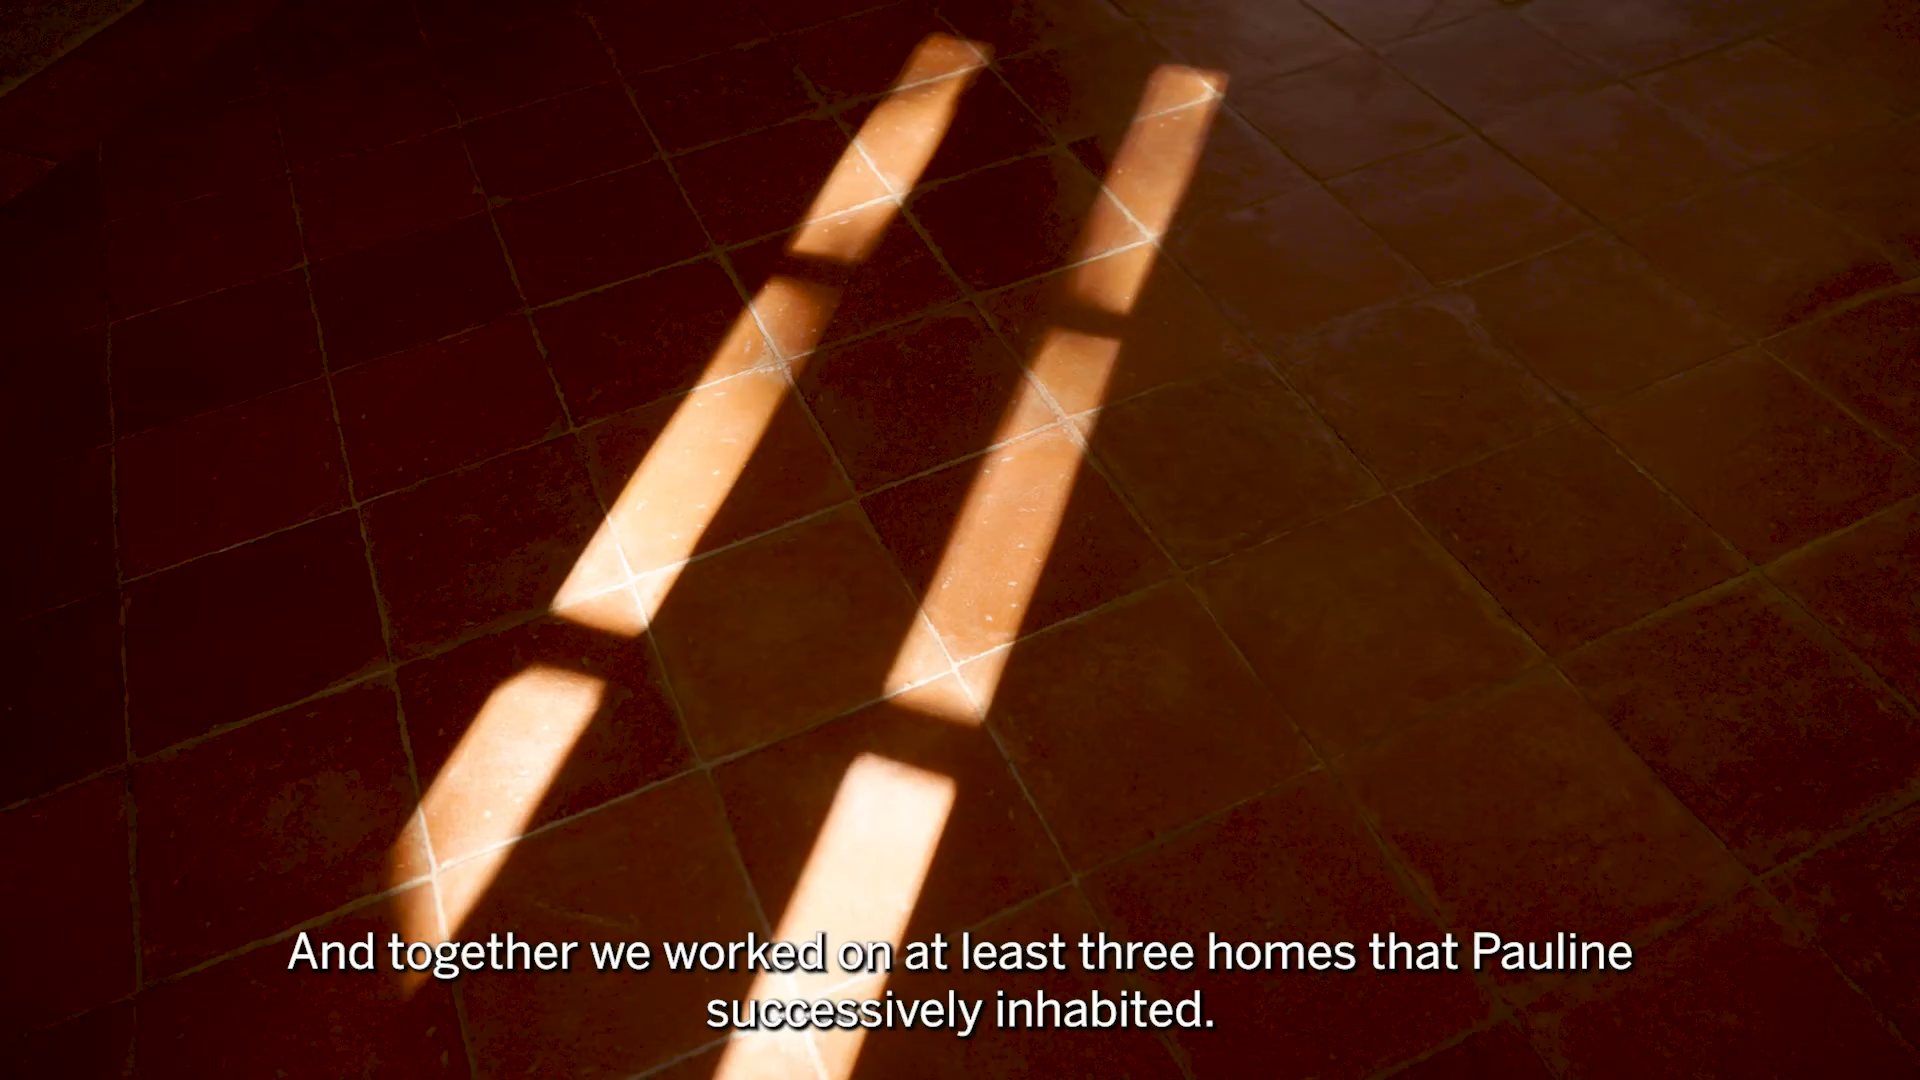 And together we worked on at least three homes that Pauline
successively inhabited.